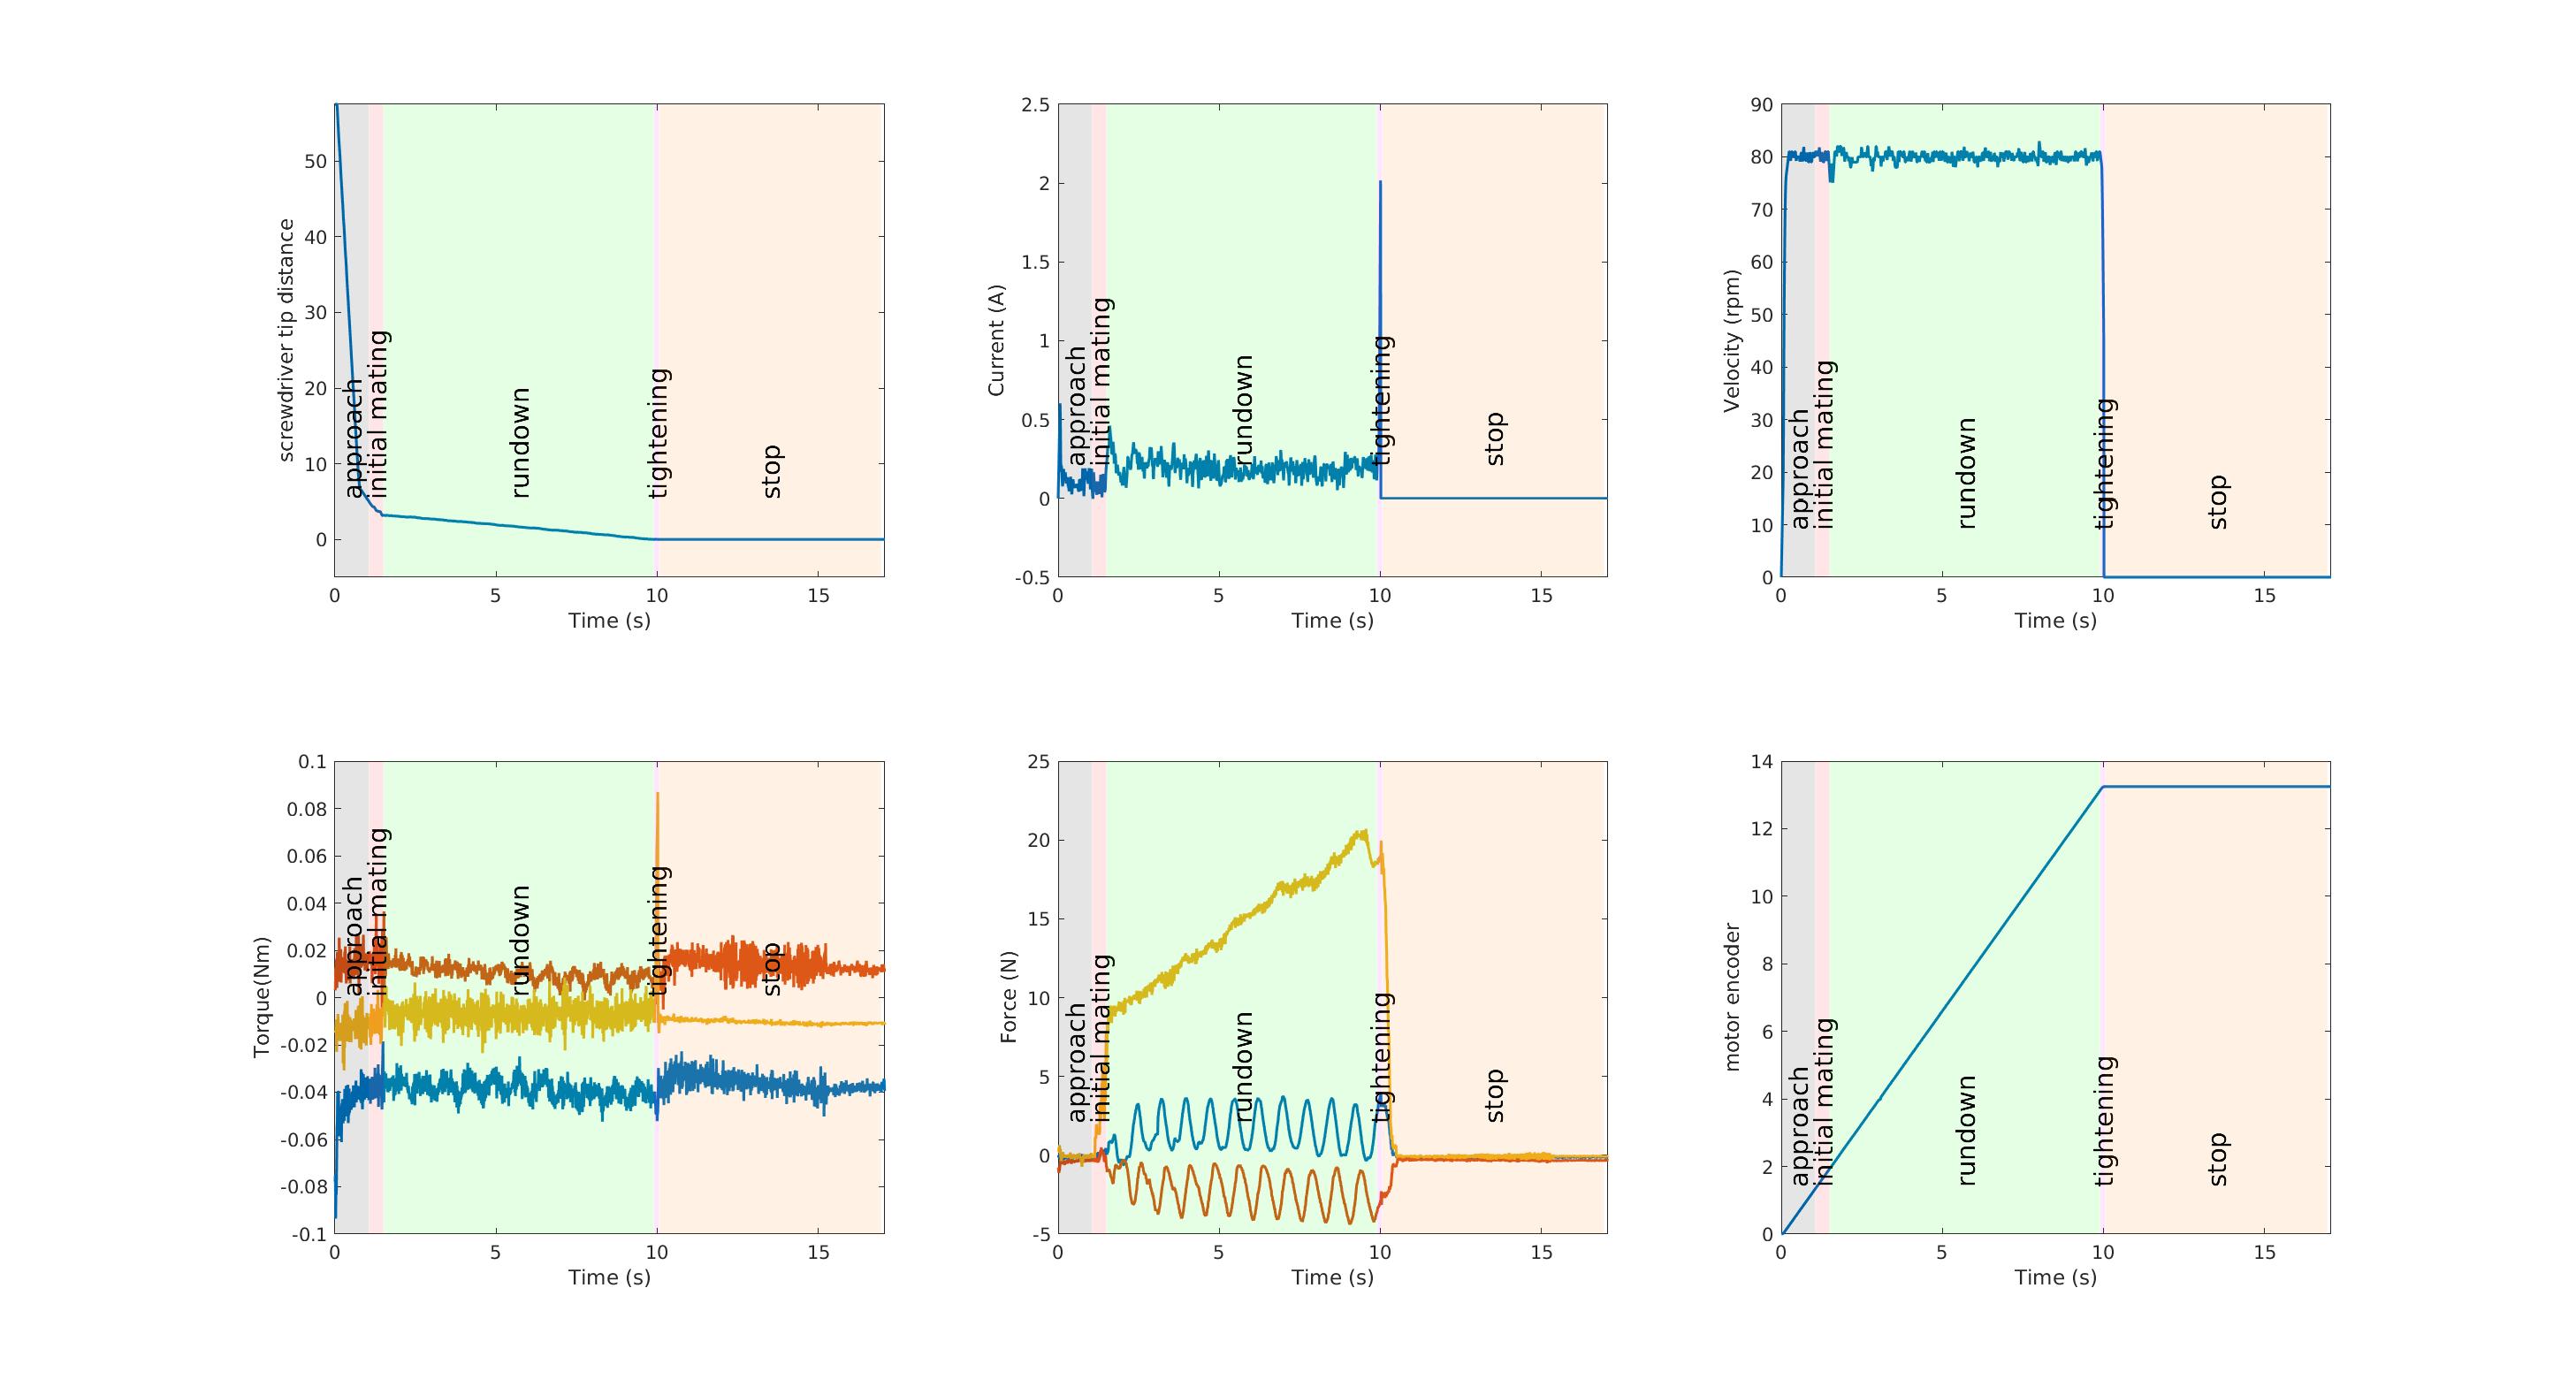 screwdriver tip distance
50
40
30
20
10
0
approach
initial mating
rundown
tightening
stop
0 5 10 15
Time (s)
Current (A)
2.5
2
1.5
1
0.5
0
-0.5
approach
initial mating
rundown
tightening
stop
0 5 10 15
Time (s)
Velocity (rpm)
90
80
70
60
50
40
30
20
10
0
approach
initial mating
rundown
tightening
stop
0 5 10 15
Time (s)
Torque(Nm)
0.1
0.08
0.06
0.04
0.02
0
-0.02
-0.04
-0.06
-0.08
-0.1
approach
initial mating
rundown
tightening
stop
0 5 10 15
Time (s)
Force (N)
25
20
15
10
5
0
-5
approach
initial mating
rundown
tightening
stop
0 5 10 15
Time (s)
motor encoder
14
12
10
8
6
4
2
0
approach
initial mating
rundown
tightening
stop
0 5 10 15
Time (s)